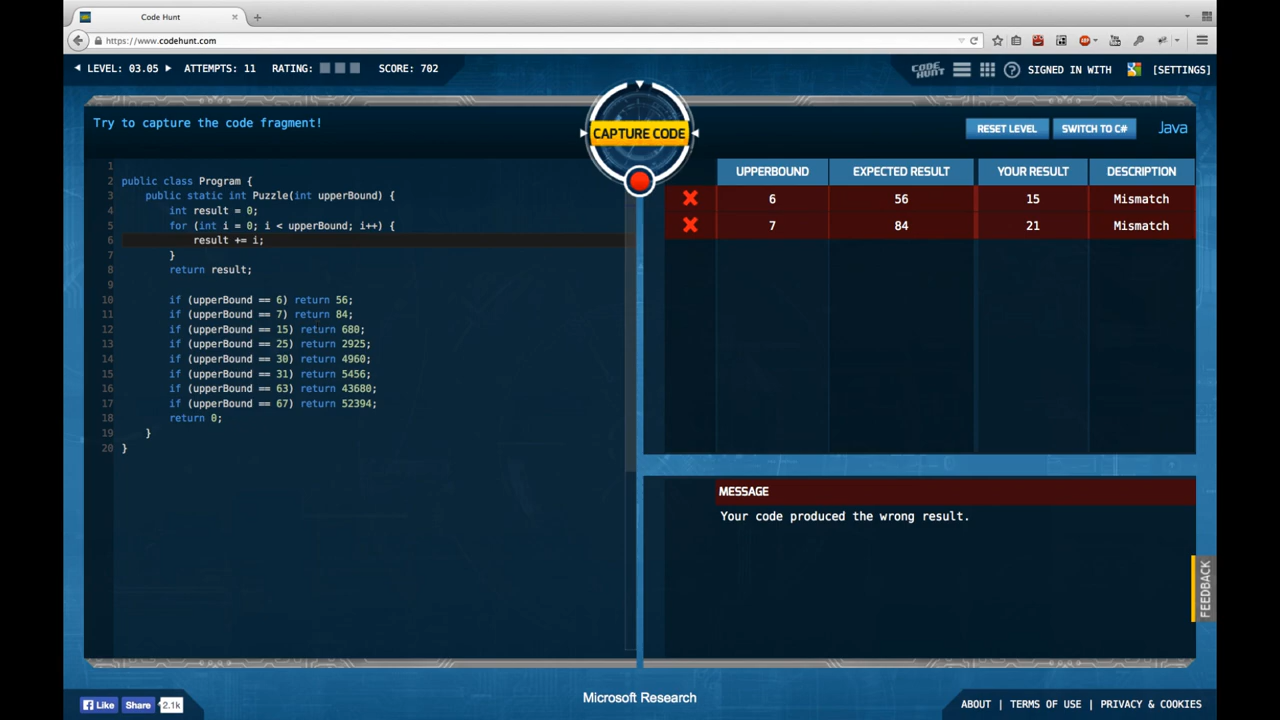 Code Hunt
https://www.codehunt.com
LEVEL: 03.05 ATTEMPTS: 11 RATING: SCORE: 702
CODE HUNT
SIGNED IN WITH [SETTINGS]
Try to capture the code fragment!
CAPTURE CODE
RESET LEVEL SWITCH TO C# Java
1
2 public class Program {
3 public static int Puzzle(int upperBound) {
4 int result = 0;
5 for (int i = 0; i < upperBound; i++) {
6 result += i;
7 }
8 return result;
9
10 if (upperBound == 6) return 56;
11 if (upperBound == 7) return 84;
12 if (upperBound == 15) return 680;
13 if (upperBound == 25) return 2925;
14 if (upperBound == 30) return 4960;
15 if (upperBound == 31) return 5456;
16 if (upperBound == 63) return 43680;
17 if (upperBound == 67) return 52394;
18 return 0;
19 }
20 }
UPPERBOUND EXPECTED RESULT YOUR RESULT DESCRIPTION
6 56 15 Mismatch
7 84 21 Mismatch
MESSAGE
Your code produced the wrong result.
FEEDBACK
Like Share 2.1k
Microsoft Research
ABOUT | TERMS OF USE | PRIVACY & COOKIES